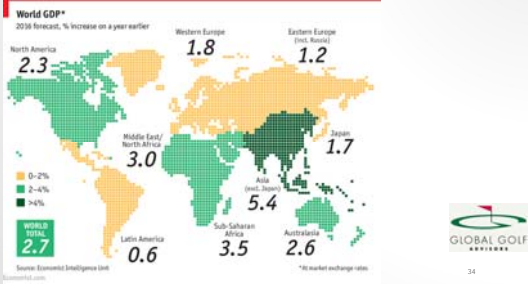 World GDP*
2016 forecast, % increase on a year earlier
North America
2.3
Western Europe
1.8
Eastern Europe
(incl. Russia)
1.2
Middle East/
North Africa
3.0
Japan
1.7
Asia
(excl. Japan)
5.4
0-2%
2-4%
>4%
WORLD
TOTAL
2.7
Latin America
0.6
Sub-Saharan
Africa
3.5
Australasia
2.6
Source: Economist Intelligence Unit
*At market exchange rates
Economist.com
GLOBAL GOLF
ADVISORS
34